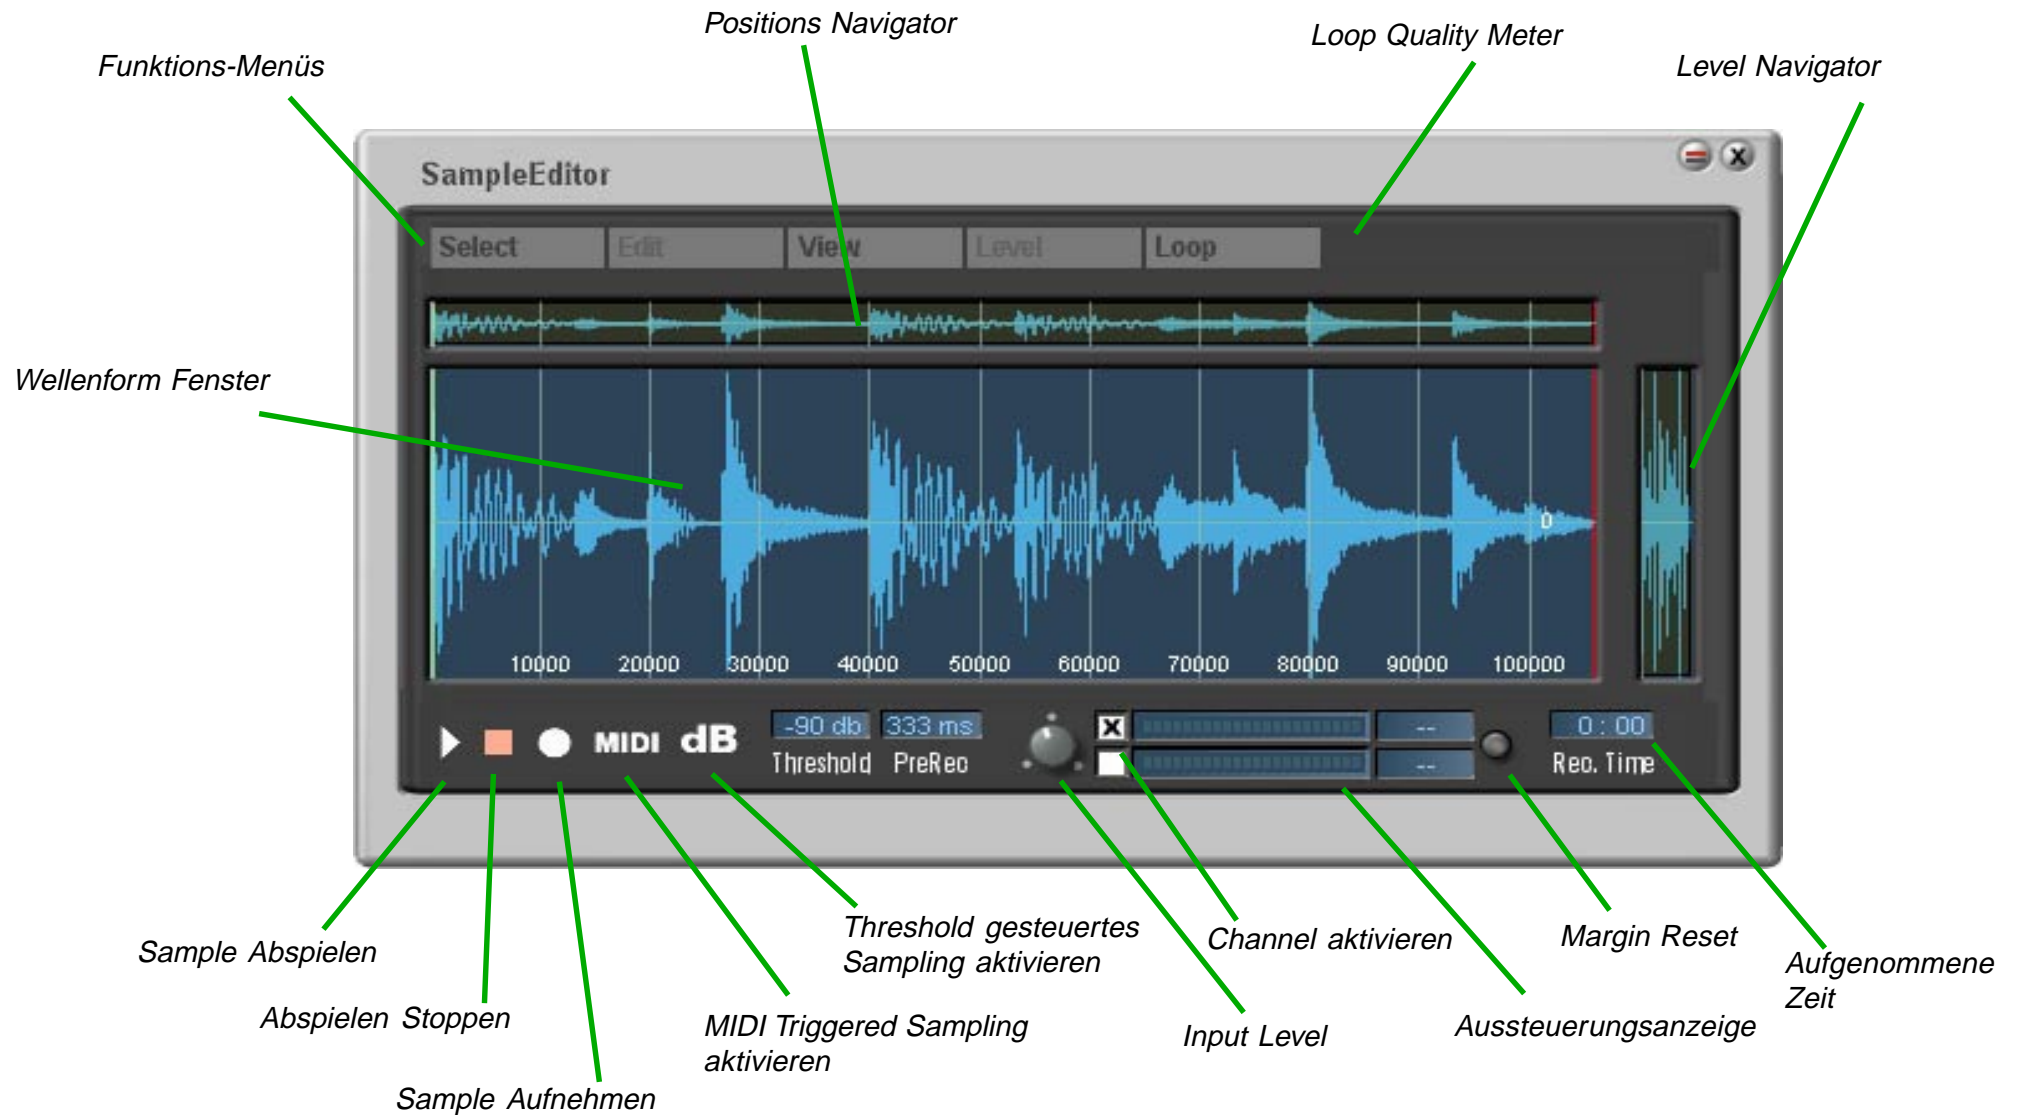 Positions Navigator
Loop Quality Meter
Funktions-Menüs
Level Navigator
SampleEditor
X
Select Edit View Level Loop
Wellenform Fenster
0
10000 20000 30000 40000 50000 60000 70000 80000 90000 100000
MIDI dB
-90 db 333 ms X -- 0 : 00
Threshold PreRec -- Rec. Time
Threshold gesteuertes
Sampling aktivieren
Channel aktivieren
Margin Reset
Sample Abspielen
Aufgenommene
Zeit
Abspielen Stoppen
MIDI Triggered Sampling
aktivieren
Input Level
Aussteuerungsanzeige
Sample Aufnehmen